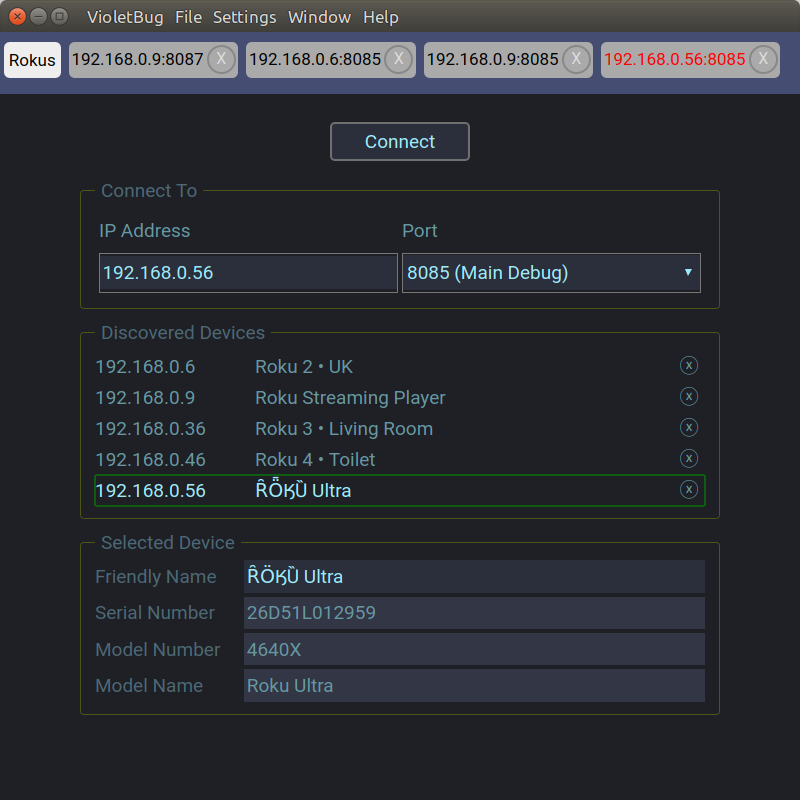 VioletBug File Settings Window Help
Rokus 192.168.0.9:8087 X 192.168.0.6:8085 X 192.168.0.9:8085 X 192.168.0.56:8085 X
Connect
Connect To
IP Address Port
192.168.0.56 8085 (Main Debug)
Discovered Devices
192.168.0.6 Roku 2 • UK x
192.168.0.9 Roku Streaming Player x
192.168.0.36 Roku 3 • Living Room x
192.168.0.46 Roku 4 • Toilet x
192.168.0.56 ȒȪӃȔ Ultra x
Selected Device
Friendly Name ȒÖӃȔ Ultra
Serial Number 26D51L012959
Model Number 4640X
Model Name Roku Ultra